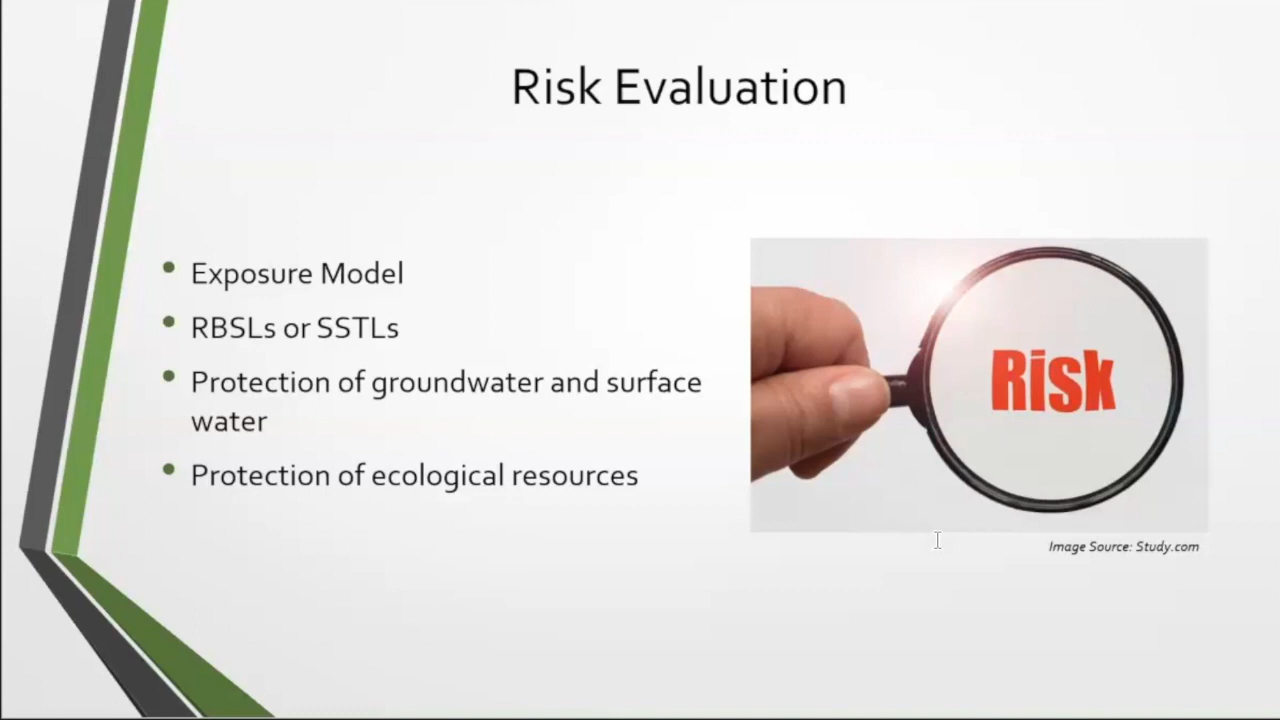 Risk Evaluation
Exposure Model
RBSLs or SSTLs
Protection of groundwater and surface
water
Protection of ecological resources
Risk
Image Source: Study.com